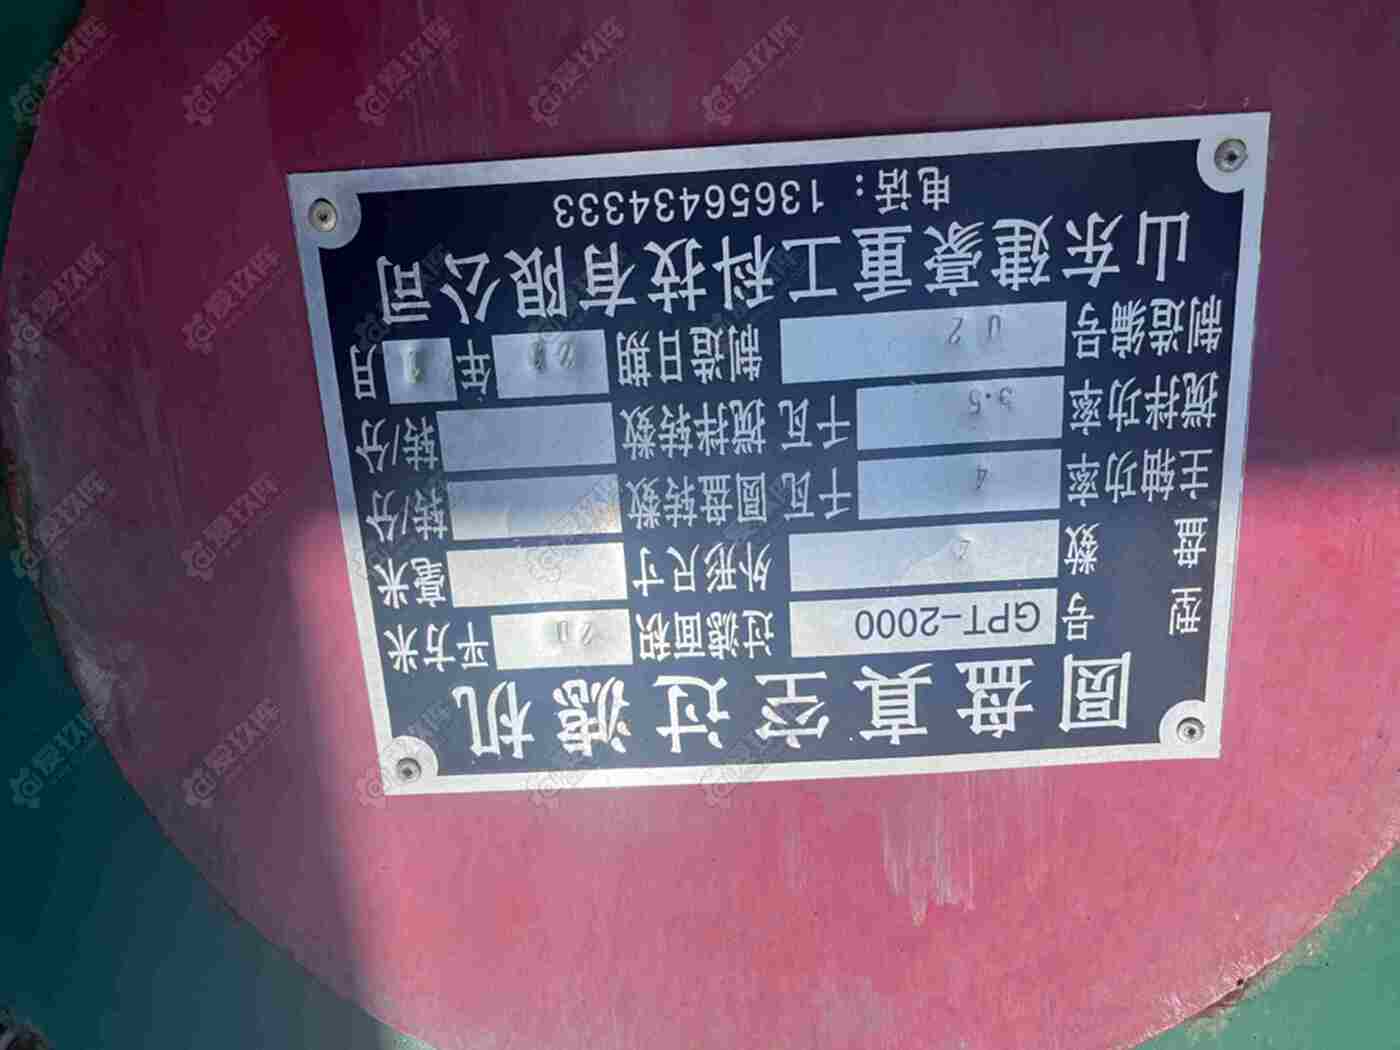 圆盘真空过滤机
型 号 GPT-2000 过滤面积 平方米
盘 数 外形尺寸 毫米
主轴功率 4 千瓦 圆盘转数 转/分
搅拌功率 千瓦 搅拌转数 转/分
制造编号 02 制造日期 年 月
山东建豪重工科技有限公司
电话：13656434333